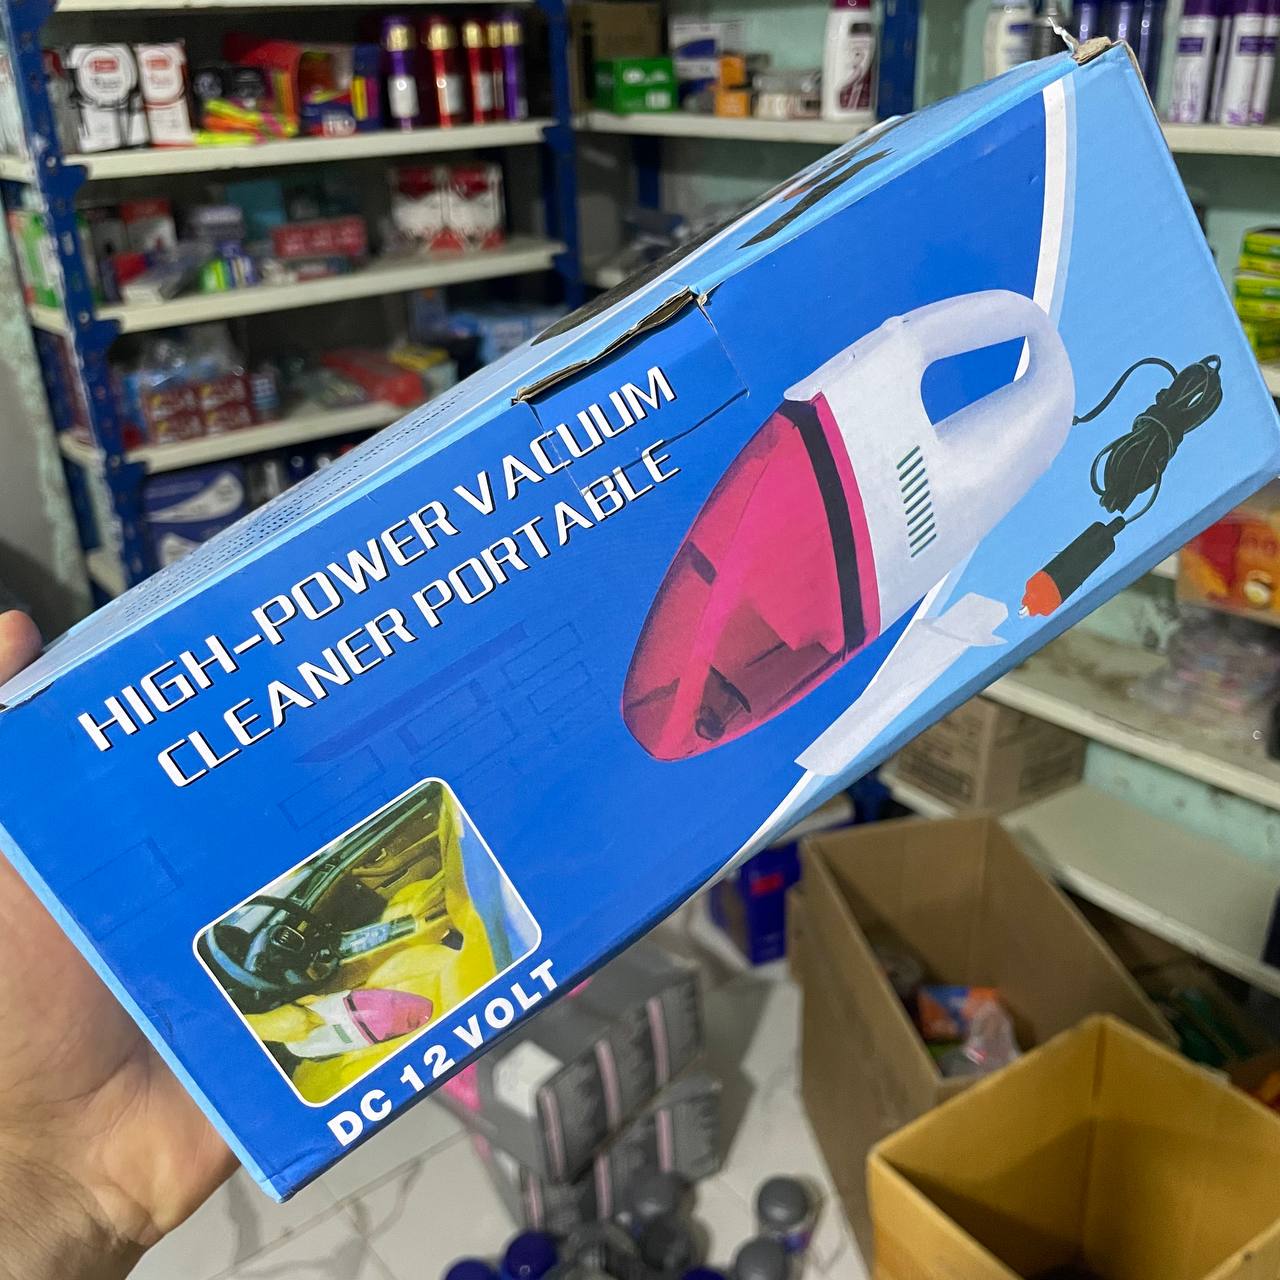 HIGH-POWER VACUUM
CLEANER PORTABLE
DC 12 VOLT